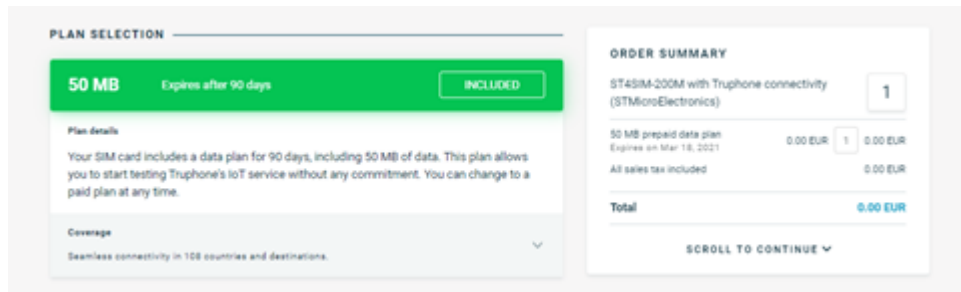 PLAN SELECTION
50 MB
Expires after 90 days
INCLUDED
Plan details
Your SIM card includes a data plan for 90 days, including 50 MB of data. This plan allows
you to start testing Truphone's IoT service without any commitment. You can change to a
paid plan at any time.
Coverage
Seamless connectivity in 108 countries and destinations.
ORDER SUMMARY
ST4SIM-200M with Truphone connectivity
(STMicroElectronics)
1
50 MB prepaid data plan
Expires on Mar 18, 2021
0.00 EUR 1 0.00 EUR
All sales tax included
0.00 EUR
Total
0.00 EUR
SCROLL TO CONTINUE